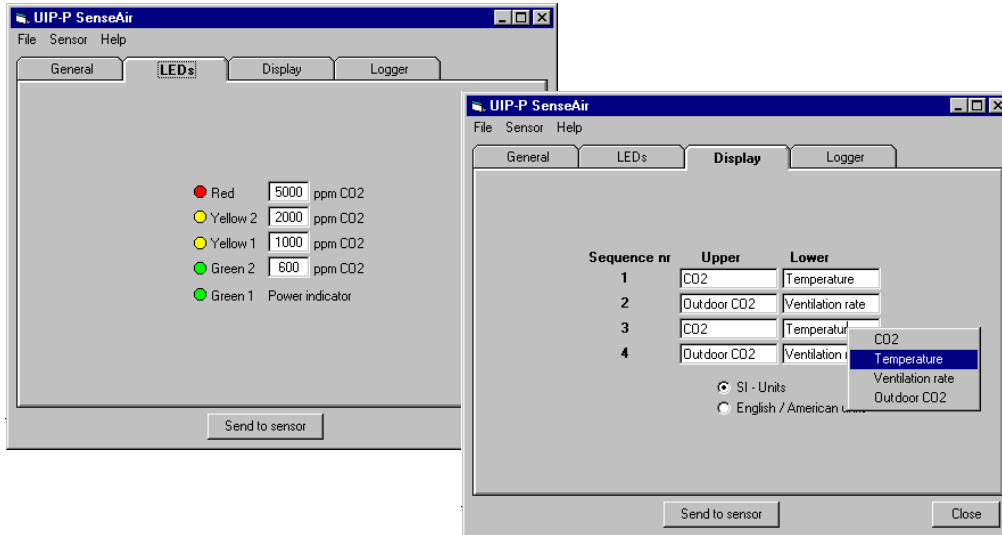 UIP-P SenseAir
File Sensor Help
General LEDs Display Logger
Red 5000 ppm CO2
Yellow 2 2000 ppm CO2
Yellow 1 1000 ppm CO2
Green 2 600 ppm CO2
Green 1 Power indicator
Send to sensor
UIP-P SenseAir
File Sensor Help
General LEDs Display Logger
Sequence nr Upper Lower
1 CO2 Temperature
2 Outdoor CO2 Ventilation rate
3 CO2 Temperatur
4 Outdoor CO2 Ventilation
CO2
Temperature
Ventilation rate
Outdoor CO2
SI - Units
English / American
Send to sensor Close